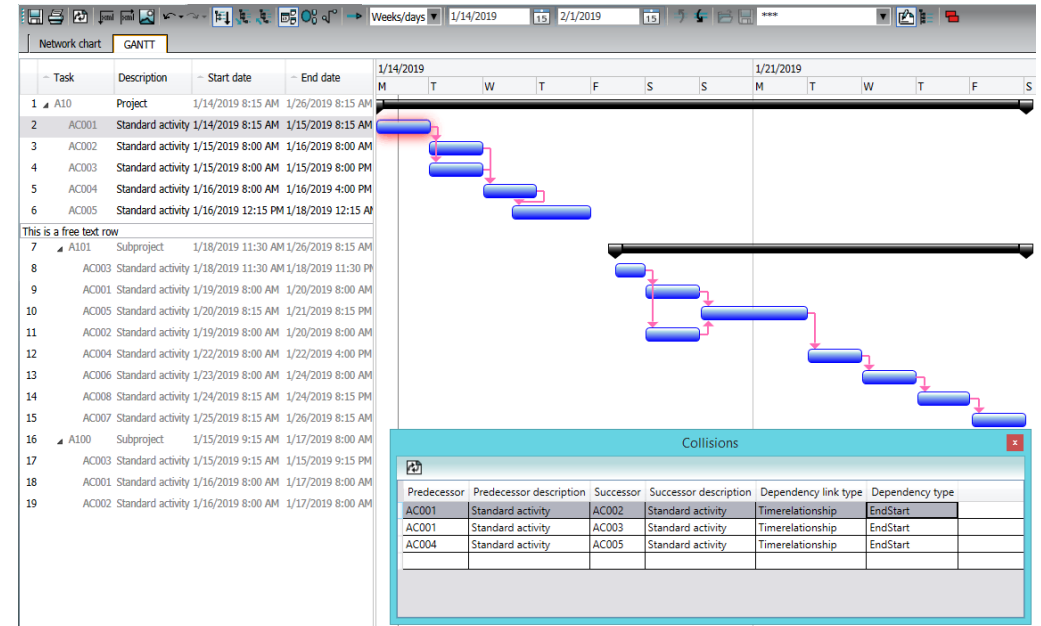 Weeks/days 1/14/2019 15 2/1/2019 15 ***
Network chart GANTT
Task Description Start date End date 1/14/2019 1/21/2019
M T W T F S S M T W T F S
1 A10 Project 1/14/2019 8:15 AM 1/26/2019 8:15 AM
2 AC001 Standard activity 1/14/2019 8:15 AM 1/15/2019 8:15 AM
3 AC002 Standard activity 1/15/2019 8:00 AM 1/16/2019 8:00 AM
4 AC003 Standard activity 1/15/2019 8:00 AM 1/15/2019 8:00 PM
5 AC004 Standard activity 1/16/2019 8:00 AM 1/16/2019 4:00 PM
6 AC005 Standard activity 1/16/2019 12:15 PM 1/18/2019 12:15 AM
This is a free text row
7 A101 Subproject 1/18/2019 11:30 AM 1/26/2019 8:15 AM
8 AC003 Standard activity 1/18/2019 11:30 AM 1/18/2019 11:30 PM
9 AC001 Standard activity 1/19/2019 8:00 AM 1/20/2019 8:00 AM
10 AC005 Standard activity 1/20/2019 8:15 AM 1/21/2019 8:15 PM
11 AC002 Standard activity 1/19/2019 8:00 AM 1/20/2019 8:00 AM
12 AC004 Standard activity 1/22/2019 8:00 AM 1/22/2019 4:00 PM
13 AC006 Standard activity 1/23/2019 8:00 AM 1/24/2019 8:00 AM
14 AC008 Standard activity 1/24/2019 8:15 AM 1/24/2019 8:15 PM
15 AC007 Standard activity 1/25/2019 8:15 AM 1/26/2019 8:15 AM
16 A100 Subproject 1/15/2019 9:15 AM 1/17/2019 8:00 AM
17 AC003 Standard activity 1/15/2019 9:15 AM 1/15/2019 9:15 PM
18 AC001 Standard activity 1/16/2019 8:00 AM 1/17/2019 8:00 AM
19 AC002 Standard activity 1/16/2019 8:00 AM 1/17/2019 8:00 AM
Collisions x
Predecessor Predecessor description Successor Successor description Dependency link type Dependency type
AC001 Standard activity AC002 Standard activity Timerelationship EndStart
AC001 Standard activity AC003 Standard activity Timerelationship EndStart
AC004 Standard activity AC005 Standard activity Timerelationship EndStart